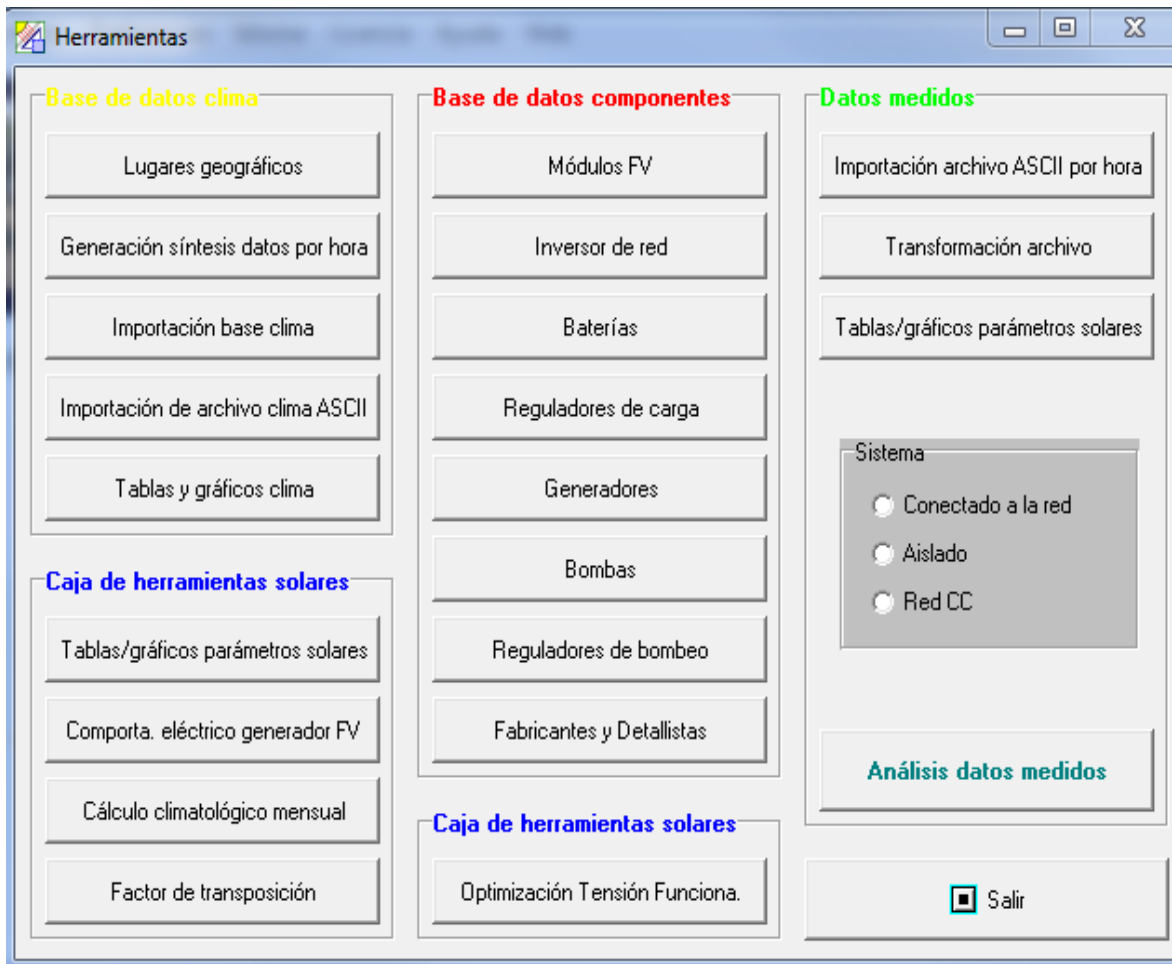 Herramientas
Base de datos clima
Lugares geográficos
Generación síntesis datos por hora
Importación base clima
Importación de archivo clima ASCII
Tablas y gráficos clima
Caja de herramientas solares
Tablas/gráficos parámetros solares
Comporta. eléctrico generador FV
Cálculo climatológico mensual
Factor de transposición
Base de datos componentes
Módulos FV
Inversor de red
Baterías
Reguladores de carga
Generadores
Bombas
Reguladores de bombeo
Fabricantes y Detallistas
Caja de herramientas solares
Optimización Tensión Funciona.
Datos medidos
Importación archivo ASCII por hora
Transformación archivo
Tablas/gráficos parámetros solares
Sistema
Conectado a la red
Aislado
Red CC
Análisis datos medidos
Salir